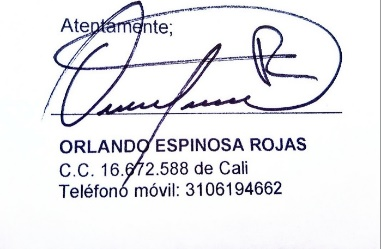 Atentamente;
ORLANDO ESPINOSA ROJAS
C.C. 16.672.588 de Cali
Teléfono móvil: 3106194662